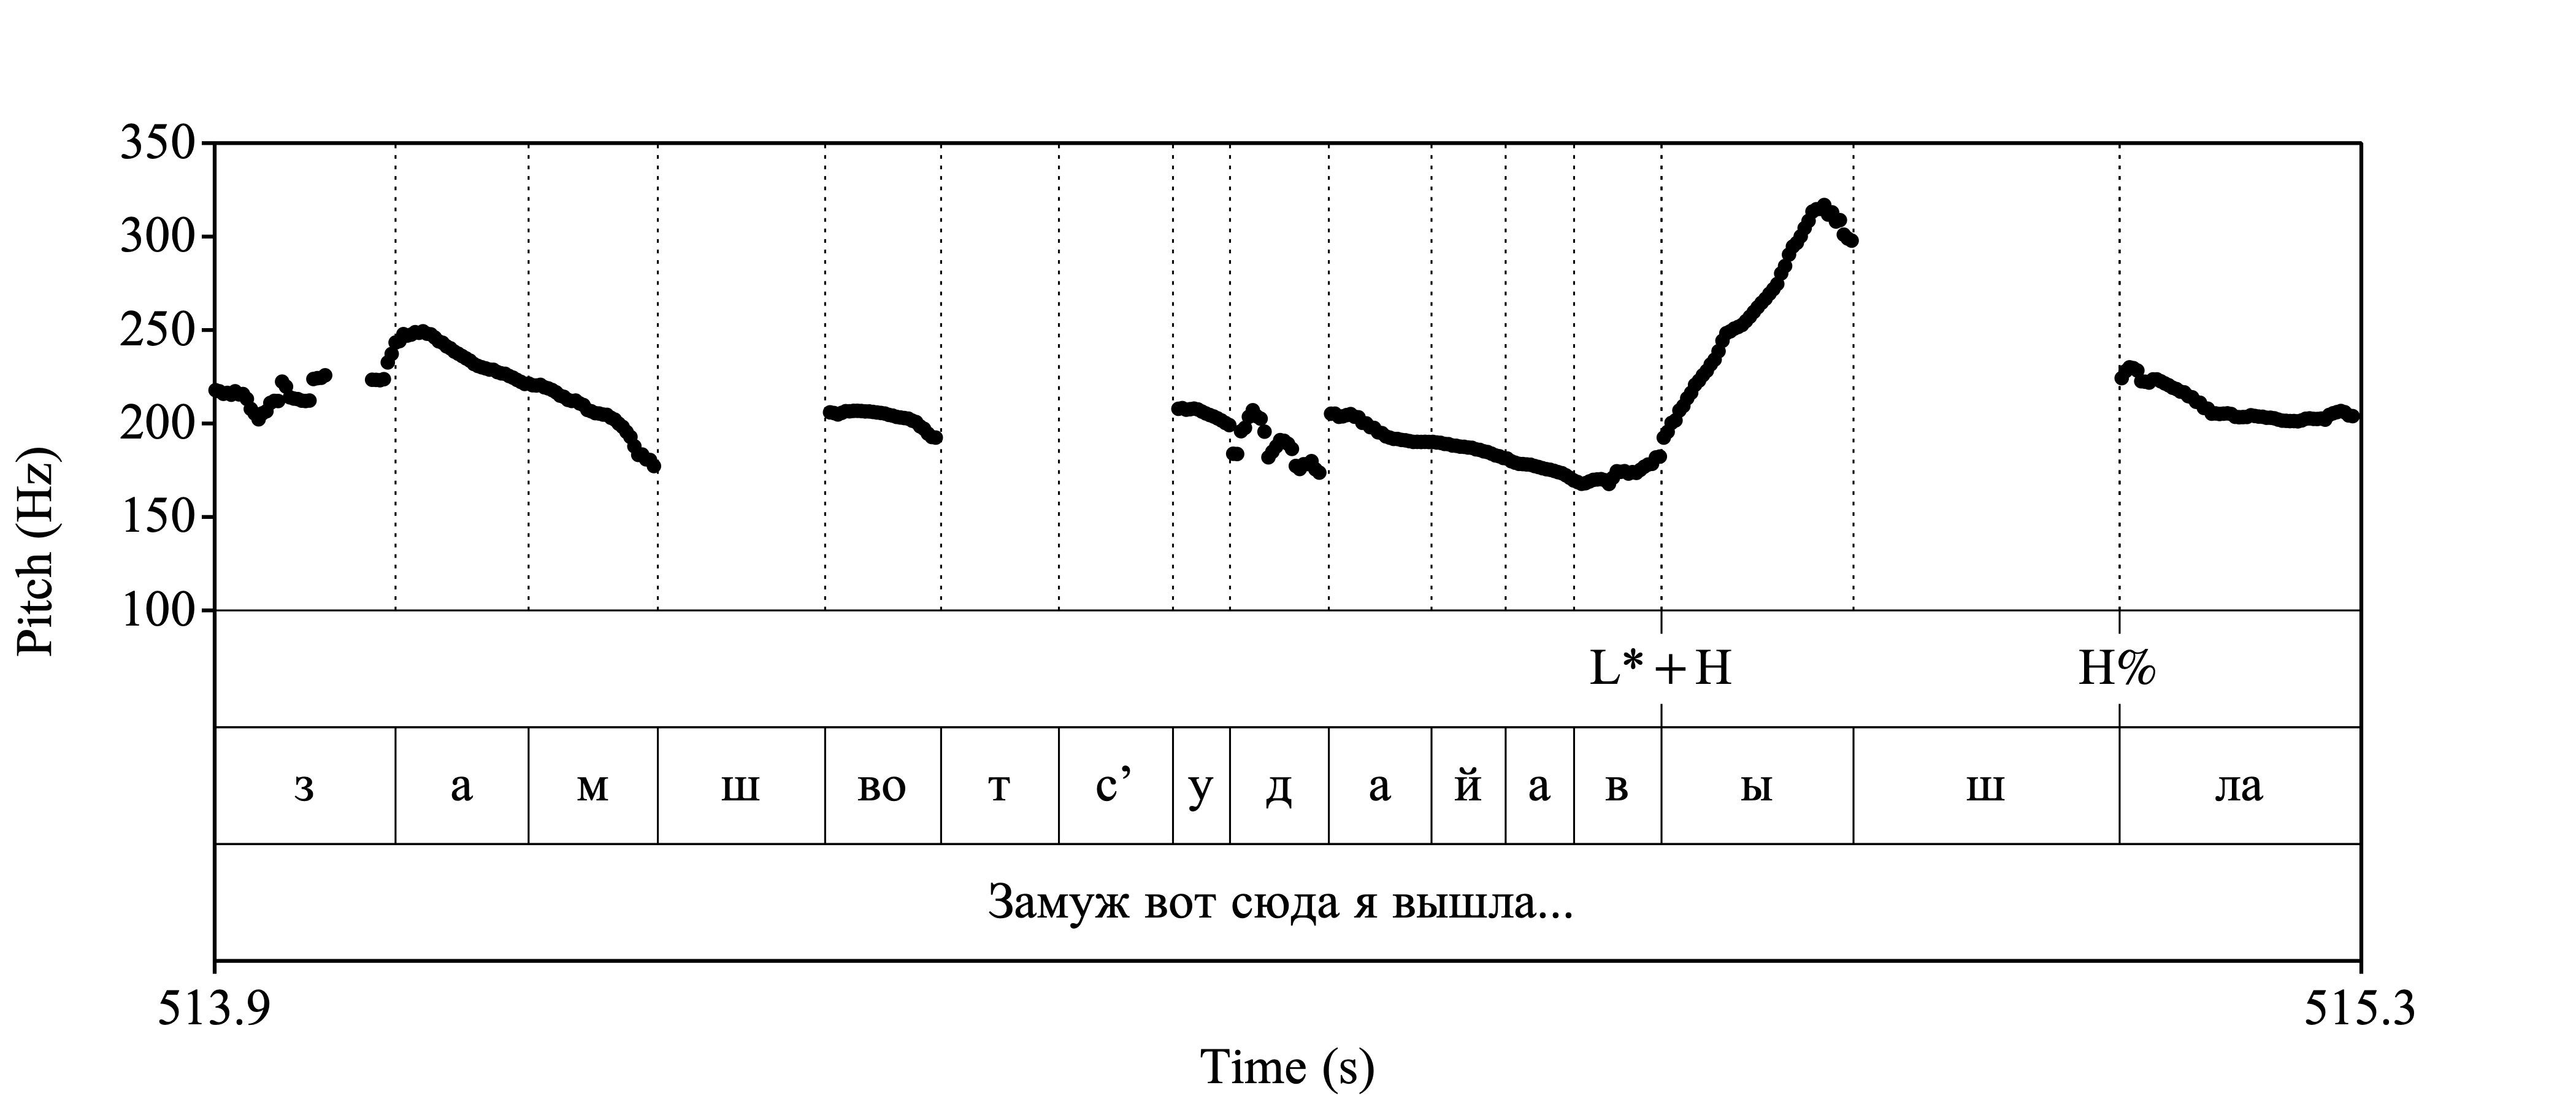 350
300
250
200
150
100
Pitch (Hz)
L* + H H%
з а м ш во т с’ у д а й а в ы ш ла
Замуж вот сюда я вышла...
513.9 515.3
Time (s)